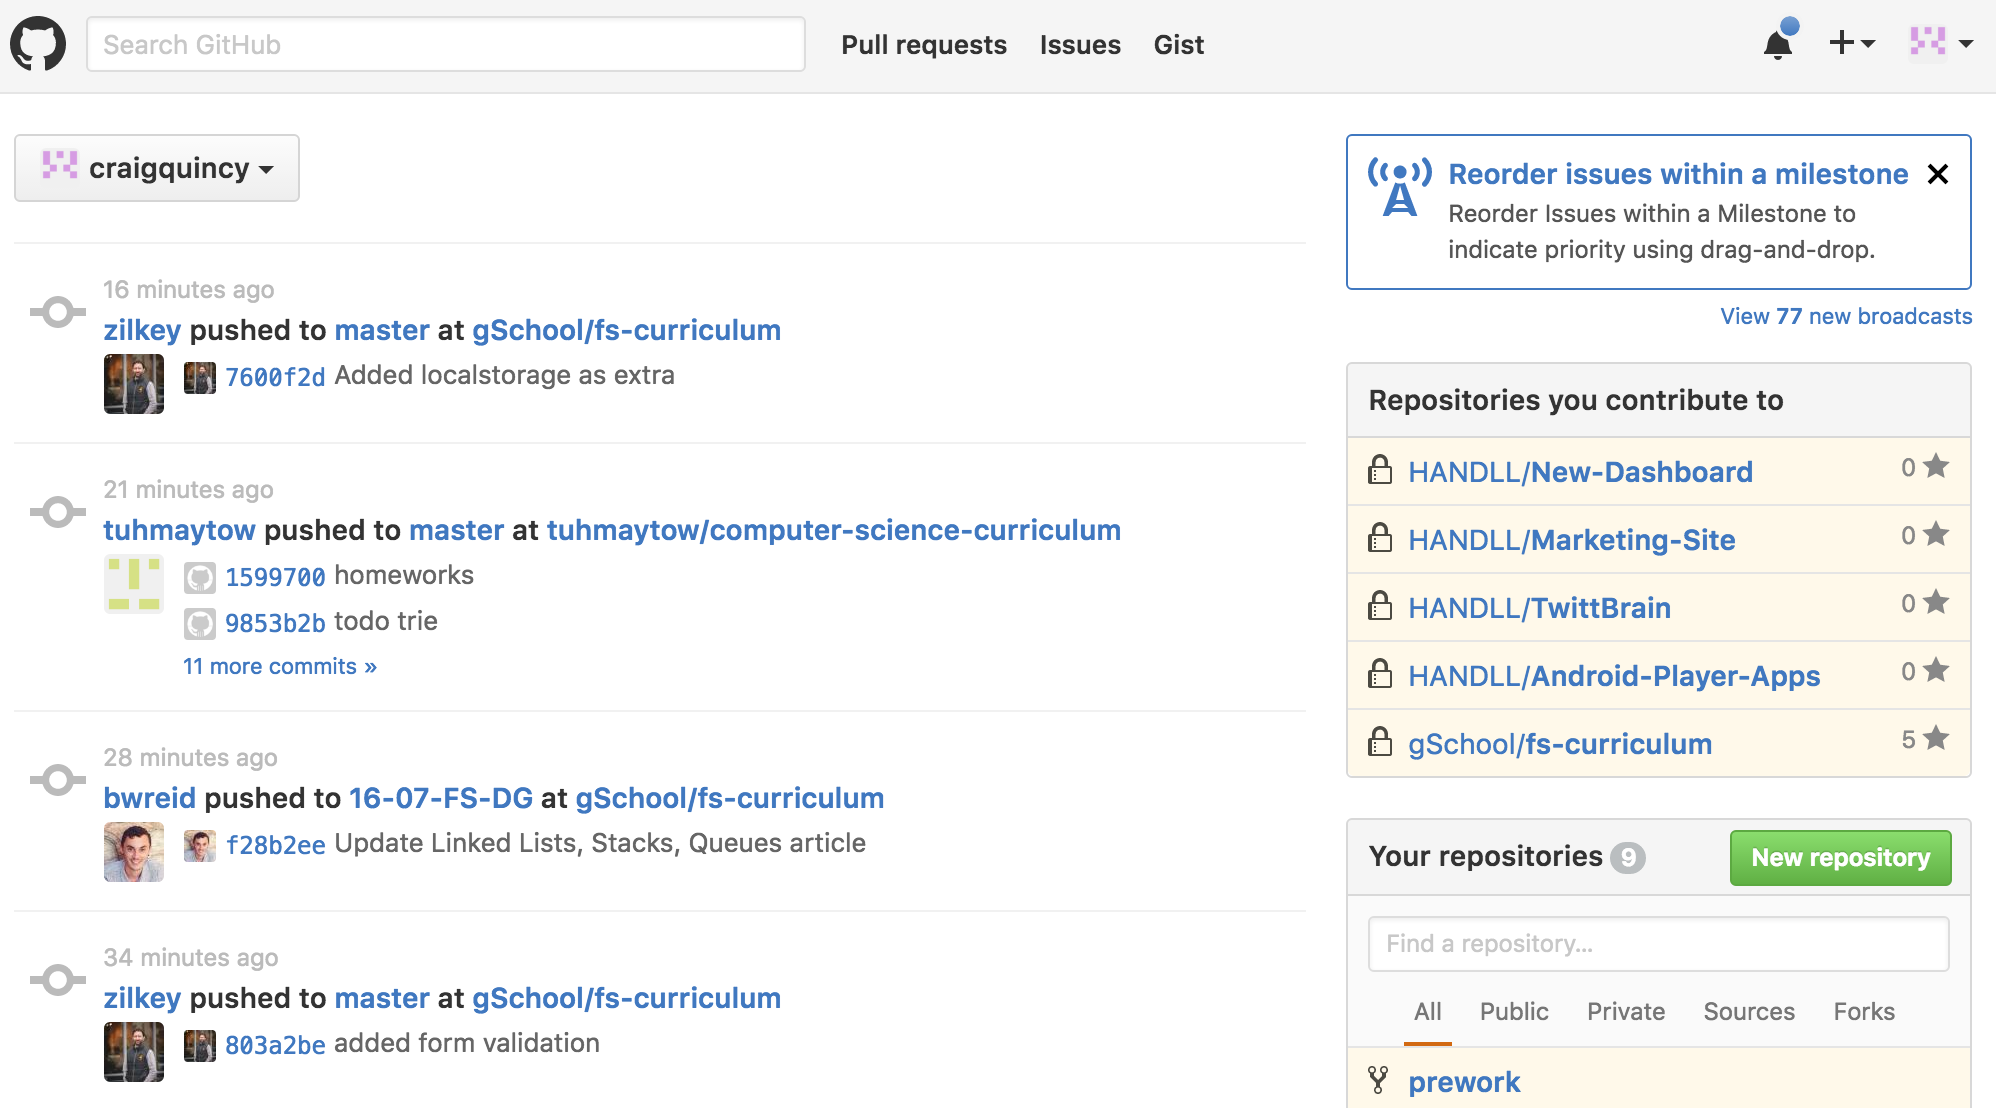 Search GitHub
Pull requests Issues Gist
craigquincy
16 minutes ago
zilkey pushed to master at gSchool/fs-curriculum
7600f2d Added localstorage as extra
21 minutes ago
tuhmaytow pushed to master at tuhmaytow/computer-science-curriculum
1599700 homeworks
9853b2b todo trie
11 more commits »
28 minutes ago
bwreid pushed to 16-07-FS-DG at gSchool/fs-curriculum
f28b2ee Update Linked Lists, Stacks, Queues article
34 minutes ago
zilkey pushed to master at gSchool/fs-curriculum
803a2be added form validation
Reorder issues within a milestone
Reorder Issues within a Milestone to
indicate priority using drag-and-drop.
View 77 new broadcasts
Repositories you contribute to
HANDLL/New-Dashboard 0
HANDLL/Marketing-Site 0
HANDLL/TwittBrain 0
HANDLL/Android-Player-Apps 0
gSchool/fs-curriculum 5
Your repositories 9 New repository
Find a repository...
All Public Private Sources Forks
prework